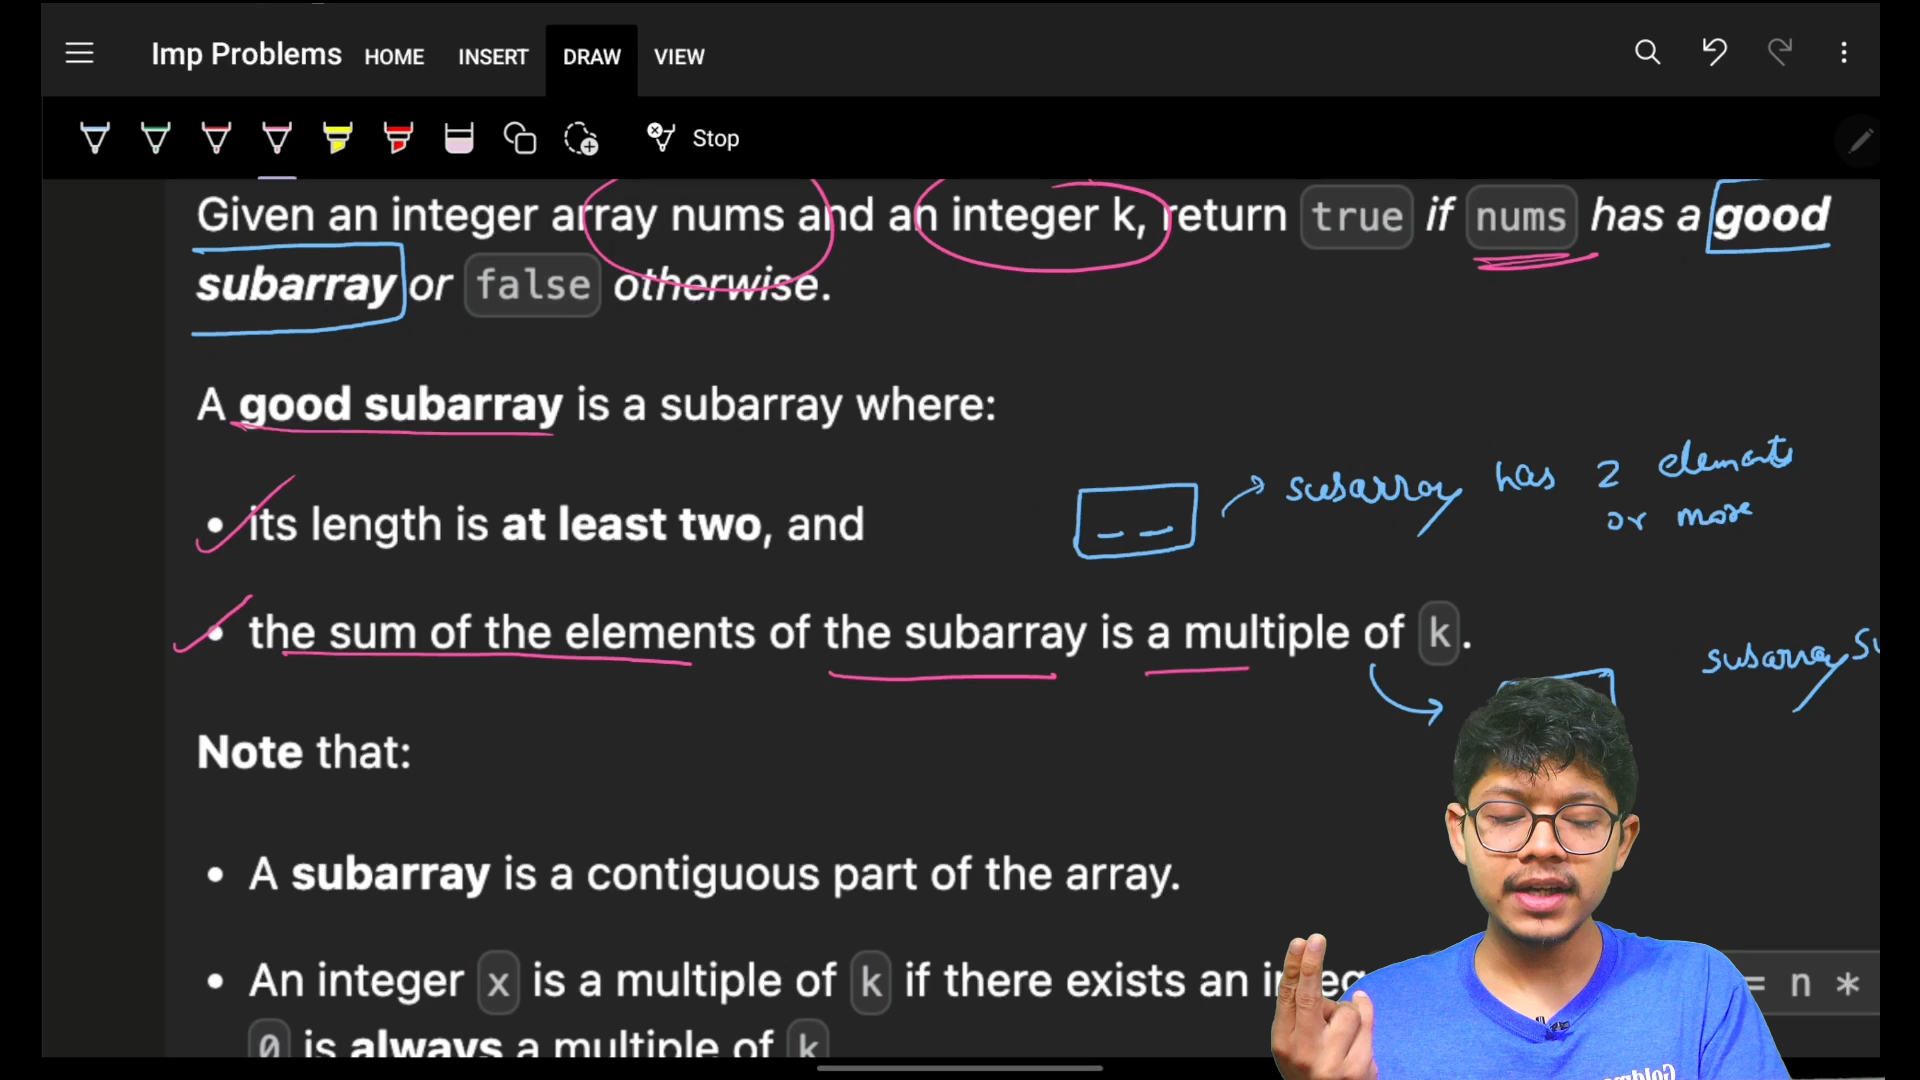 Imp Problems HOME INSERT DRAW VIEW
Stop
Given an integer array nums and an integer k, return true if nums has a good
subarray or false otherwise.
A good subarray is a subarray where:
subarray has 2 elements
or more
its length is at least two, and
the sum of the elements of the subarray is a multiple of k.
subarray
Note that:
A subarray is a contiguous part of the array.
An integer x is a multiple of k if there exists an = n *
0 is always a multiple of k